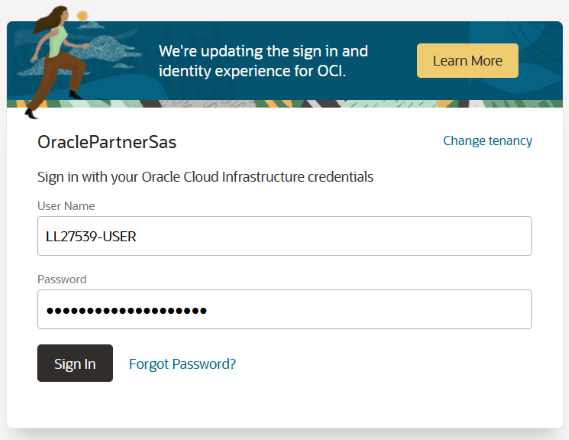 We're updating the sign in and
identity experience for OCI.
Learn More
OraclePartnerSas
Change tenancy
Sign in with your Oracle Cloud Infrastructure credentials
User Name
LL27539-USER
Password
••••••••••••••••••••
Sign In
Forgot Password?